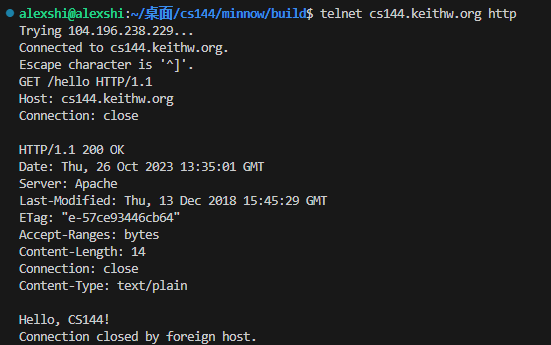 alexshi@alexshi:~/桌面/cs144/minnow/build$ telnet cs144.keithw.org http
Trying 104.196.238.229...
Connected to cs144.keithw.org.
Escape character is '^]'.
GET /hello HTTP/1.1
Host: cs144.keithw.org
Connection: close

HTTP/1.1 200 OK
Date: Thu, 26 Oct 2023 13:35:01 GMT
Server: Apache
Last-Modified: Thu, 13 Dec 2018 15:45:29 GMT
ETag: "e-57ce93446cb64"
Accept-Ranges: bytes
Content-Length: 14
Connection: close
Content-Type: text/plain

Hello, CS144!
Connection closed by foreign host.